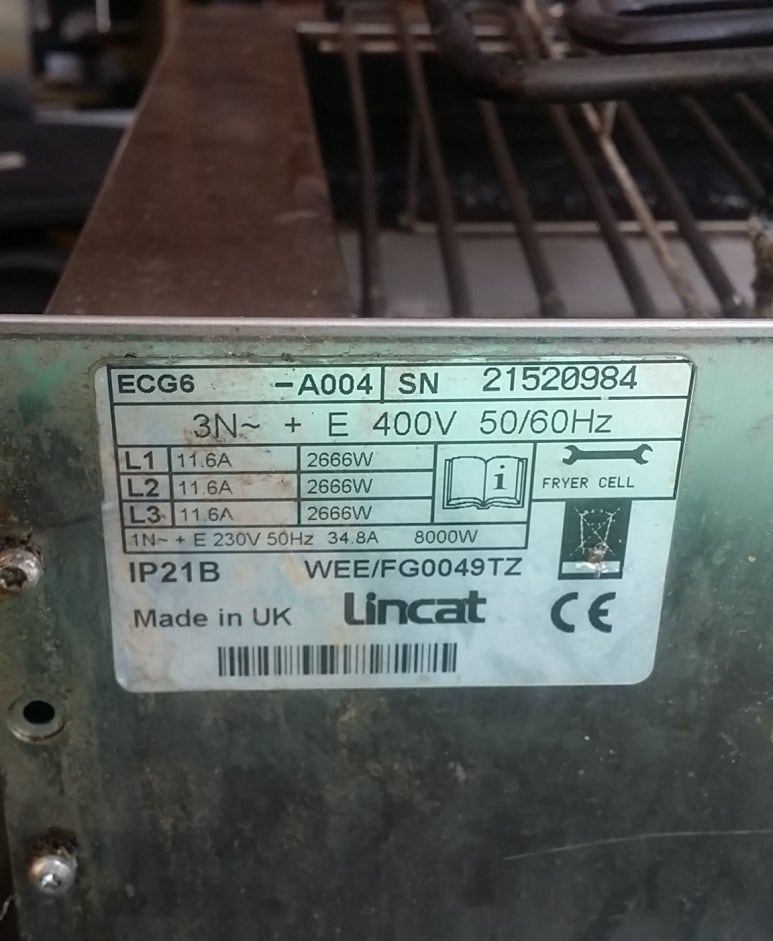 ECG6 -A004 SN 21520984
3N~ + E 400V 50/60Hz
L1 11.6A 2666W
L2 11.6A 2666W
L3 11.6A 2666W
i
FRYER CELL
1N~ + E 230V 50Hz 34.8A 8000W
IP21B WEE/FG0049TZ
Made in UK Lincat CE